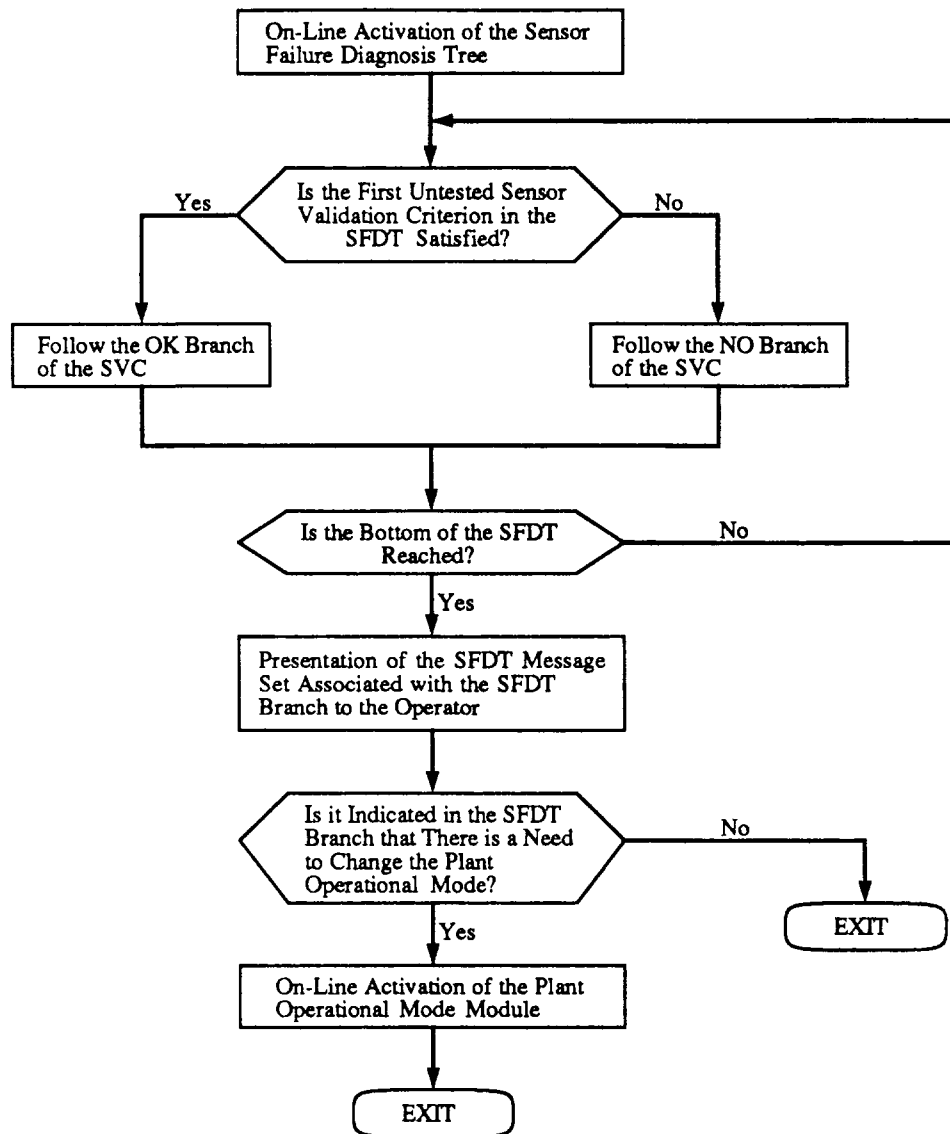 On-Line Activation of the Sensor
Failure Diagnosis Tree
Is the First Untested Sensor
Validation Criterion in the
SFDT Satisfied?
Yes
No
Follow the OK Branch
of the SVC
Follow the NO Branch
of the SVC
Is the Bottom of the SFDT
Reached?
No
Yes
Presentation of the SFDT Message
Set Associated with the SFDT
Branch to the Operator
Is it Indicated in the SFDT
Branch that There is a Need
to Change the Plant
Operational Mode?
No
EXIT
Yes
On-Line Activation of the Plant
Operational Mode Module
EXIT